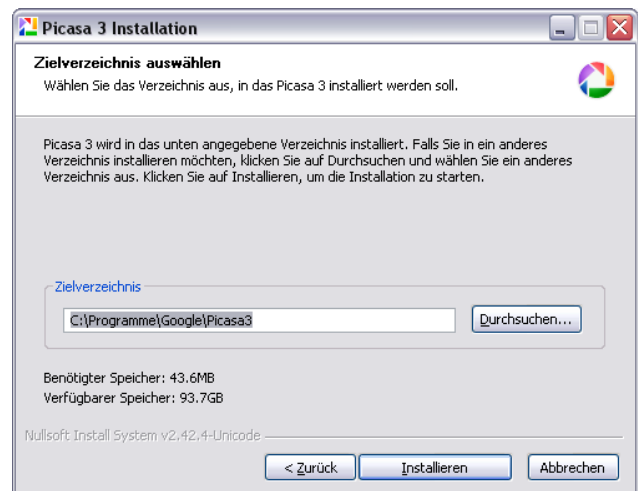 Picasa 3 Installation
Zielverzeichnis auswählen
Wählen Sie das Verzeichnis aus, in das Picasa 3 installiert werden soll.
Picasa 3 wird in das unten angegebene Verzeichnis installiert. Falls Sie in ein anderes
Verzeichnis installieren möchten, klicken Sie auf Durchsuchen und wählen Sie ein anderes
Verzeichnis aus. Klicken Sie auf Installieren, um die Installation zu starten.
Zielverzeichnis
C:\Programme\Google\Picasa3
Durchsuchen...
Benötigter Speicher: 43.6MB
Verfügbarer Speicher: 93.7GB
Nullsoft Install System v2.42.4-Unicode
< Zurück
Installieren
Abbrechen